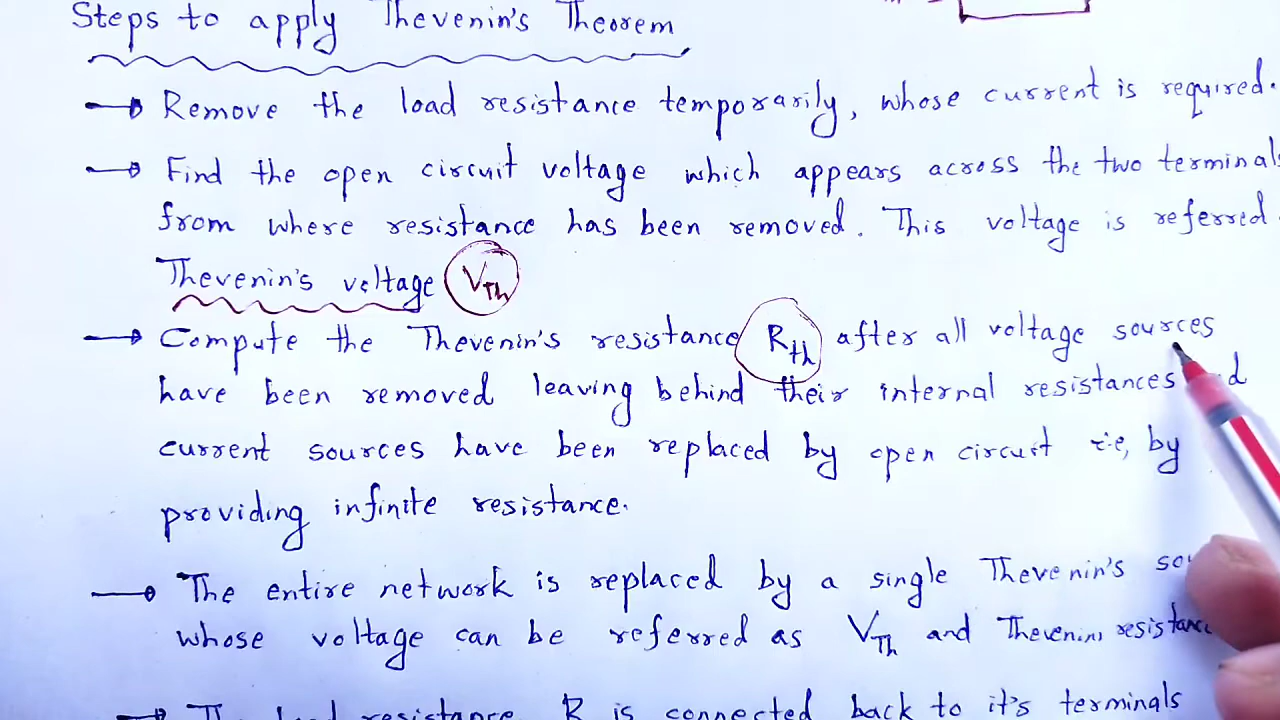 Steps to apply Thevenin's Theorem
Remove the load resistance temporarily, whose current is required.
Find the open circuit voltage which appears across the two terminals
from where resistance has been removed. This voltage is referred
Thevenin's voltage VTh
Compute the Thevenin's resistance Rth after all voltage sources
have been removed leaving behind their internal resistances
current sources have been replaced by open circuit i.e, by
providing infinite resistance.
The entire network is replaced by a single Thevenin's
whose voltage can be referred as VTh and Thevenins resistance
The load resistance R is connected back to it's terminals